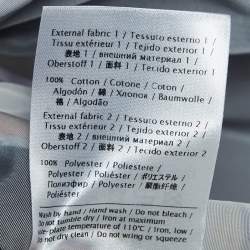 External fabric 1 / Tessuto esterno 1 /
Tissu extérieur 1 / Tejido exterior 1 /
表地 1 / внешний материал 1 /
Oberstoff 1 / 面料 1 / Tecido exterior 1
100% Cotton / Cotone / Coton /
Algodón / 綿 / Хлопок / Baumwolle /
棉 / Algodão
External fabric 2 / Tessuto esterno 2 /
Tissu extérieur 2 / Tejido exterior 2 /
表地 2 / внешний материал 2 /
Oberstoff 2 / 面料 2 / Tecido exterior 2
100% Polyester / Poliestere /
Polyester / Poliéster / ポリエステル /
Полиэфир / Polyester / 聚酯纤维 /
Poliéster
Wash by hand / Hand wash / Do not bleach /
Do not tumble dry / Iron at maximum
sole-plate temperature of 110°C / Iron, low /
Do not dry clean / Do not wring or squeeze